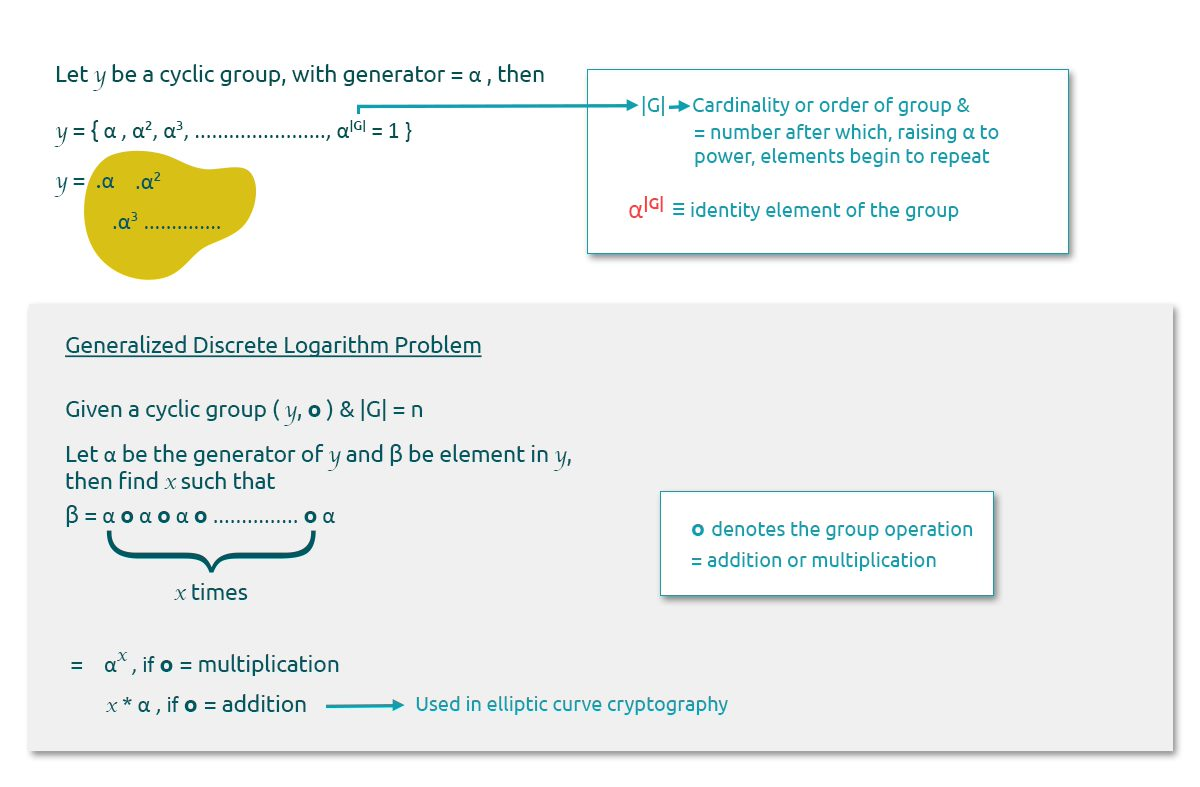 Let y be a cyclic group, with generator = α , then
y = { α , α², α³, ......................., α^|G| = 1 }
|G| → Cardinality or order of group &
= number after which, raising α to
power, elements begin to repeat
α^|G| ≡ identity element of the group
y = .α .α²
.α³ ..............
Generalized Discrete Logarithm Problem
Given a cyclic group ( y, o ) & |G| = n
Let α be the generator of y and β be element in y,
then find x such that
β = α o α o α o ............... o α
x times
o denotes the group operation
= addition or multiplication
= α^x , if o = multiplication
x * α , if o = addition → Used in elliptic curve cryptography